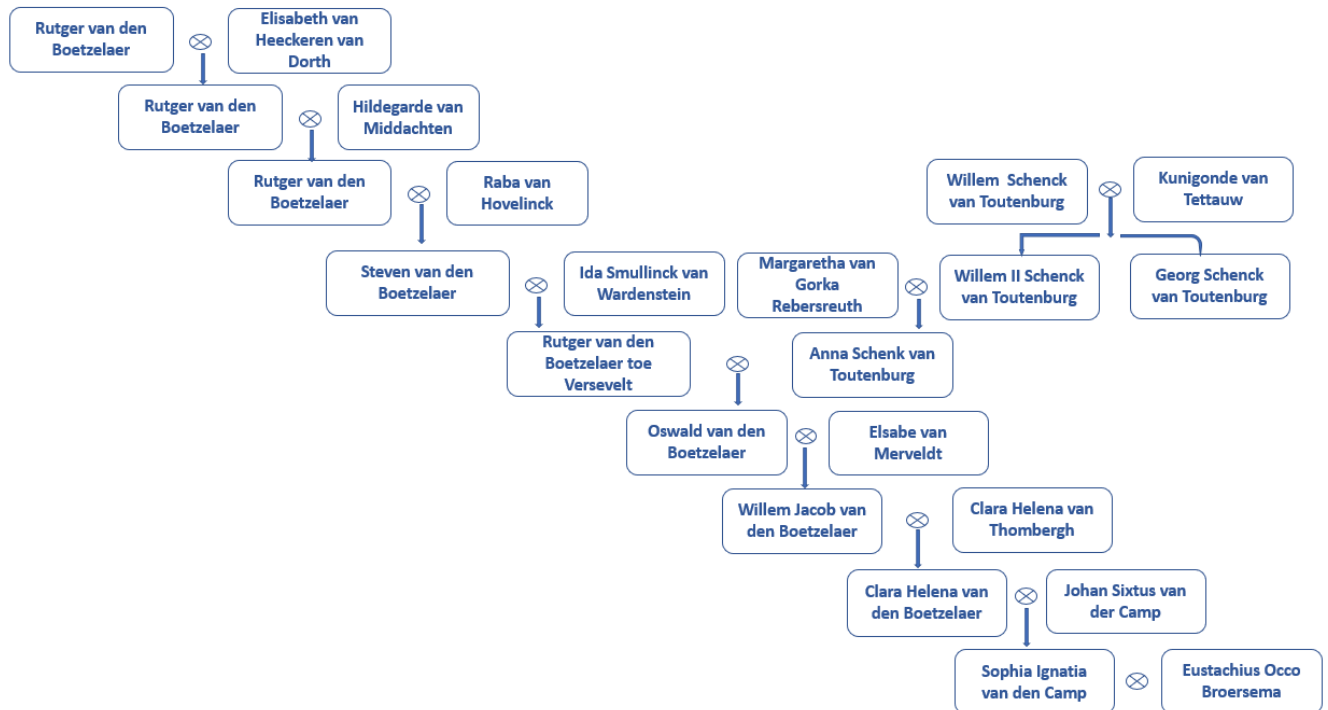 Rutger van den
Boetzelaer
Elisabeth van
Heeckeren van
Dorth
Rutger van den
Boetzelaer
Hildegarde van
Middachten
Rutger van den
Boetzelaer
Raba van
Hovelinck
Willem Schenck
van Toutenburg
Kunigonde van
Tettauw
Steven van den
Boetzelaer
Ida Smullinck van
Wardenstein
Margaretha van
Gorka
Rebersreuth
Willem II Schenck
van Toutenburg
Georg Schenck
van Toutenburg
Rutger van den
Boetzelaer toe
Versevelt
Anna Schenk van
Toutenburg
Oswald van den
Boetzelaer
Elsabe van
Merveldt
Willem Jacob van
den Boetzelaer
Clara Helena van
Thombergh
Clara Helena van
den Boetzelaer
Johan Sixtus van
der Camp
Sophia Ignatia
van den Camp
Eustachius Occo
Broersema